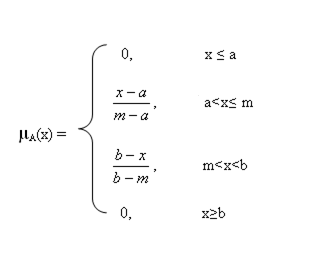 0, x ≤ a
x − a
m − a , a<x≤ m
μA(x) =
b − x
b − m , m<x<b
0, x≥b